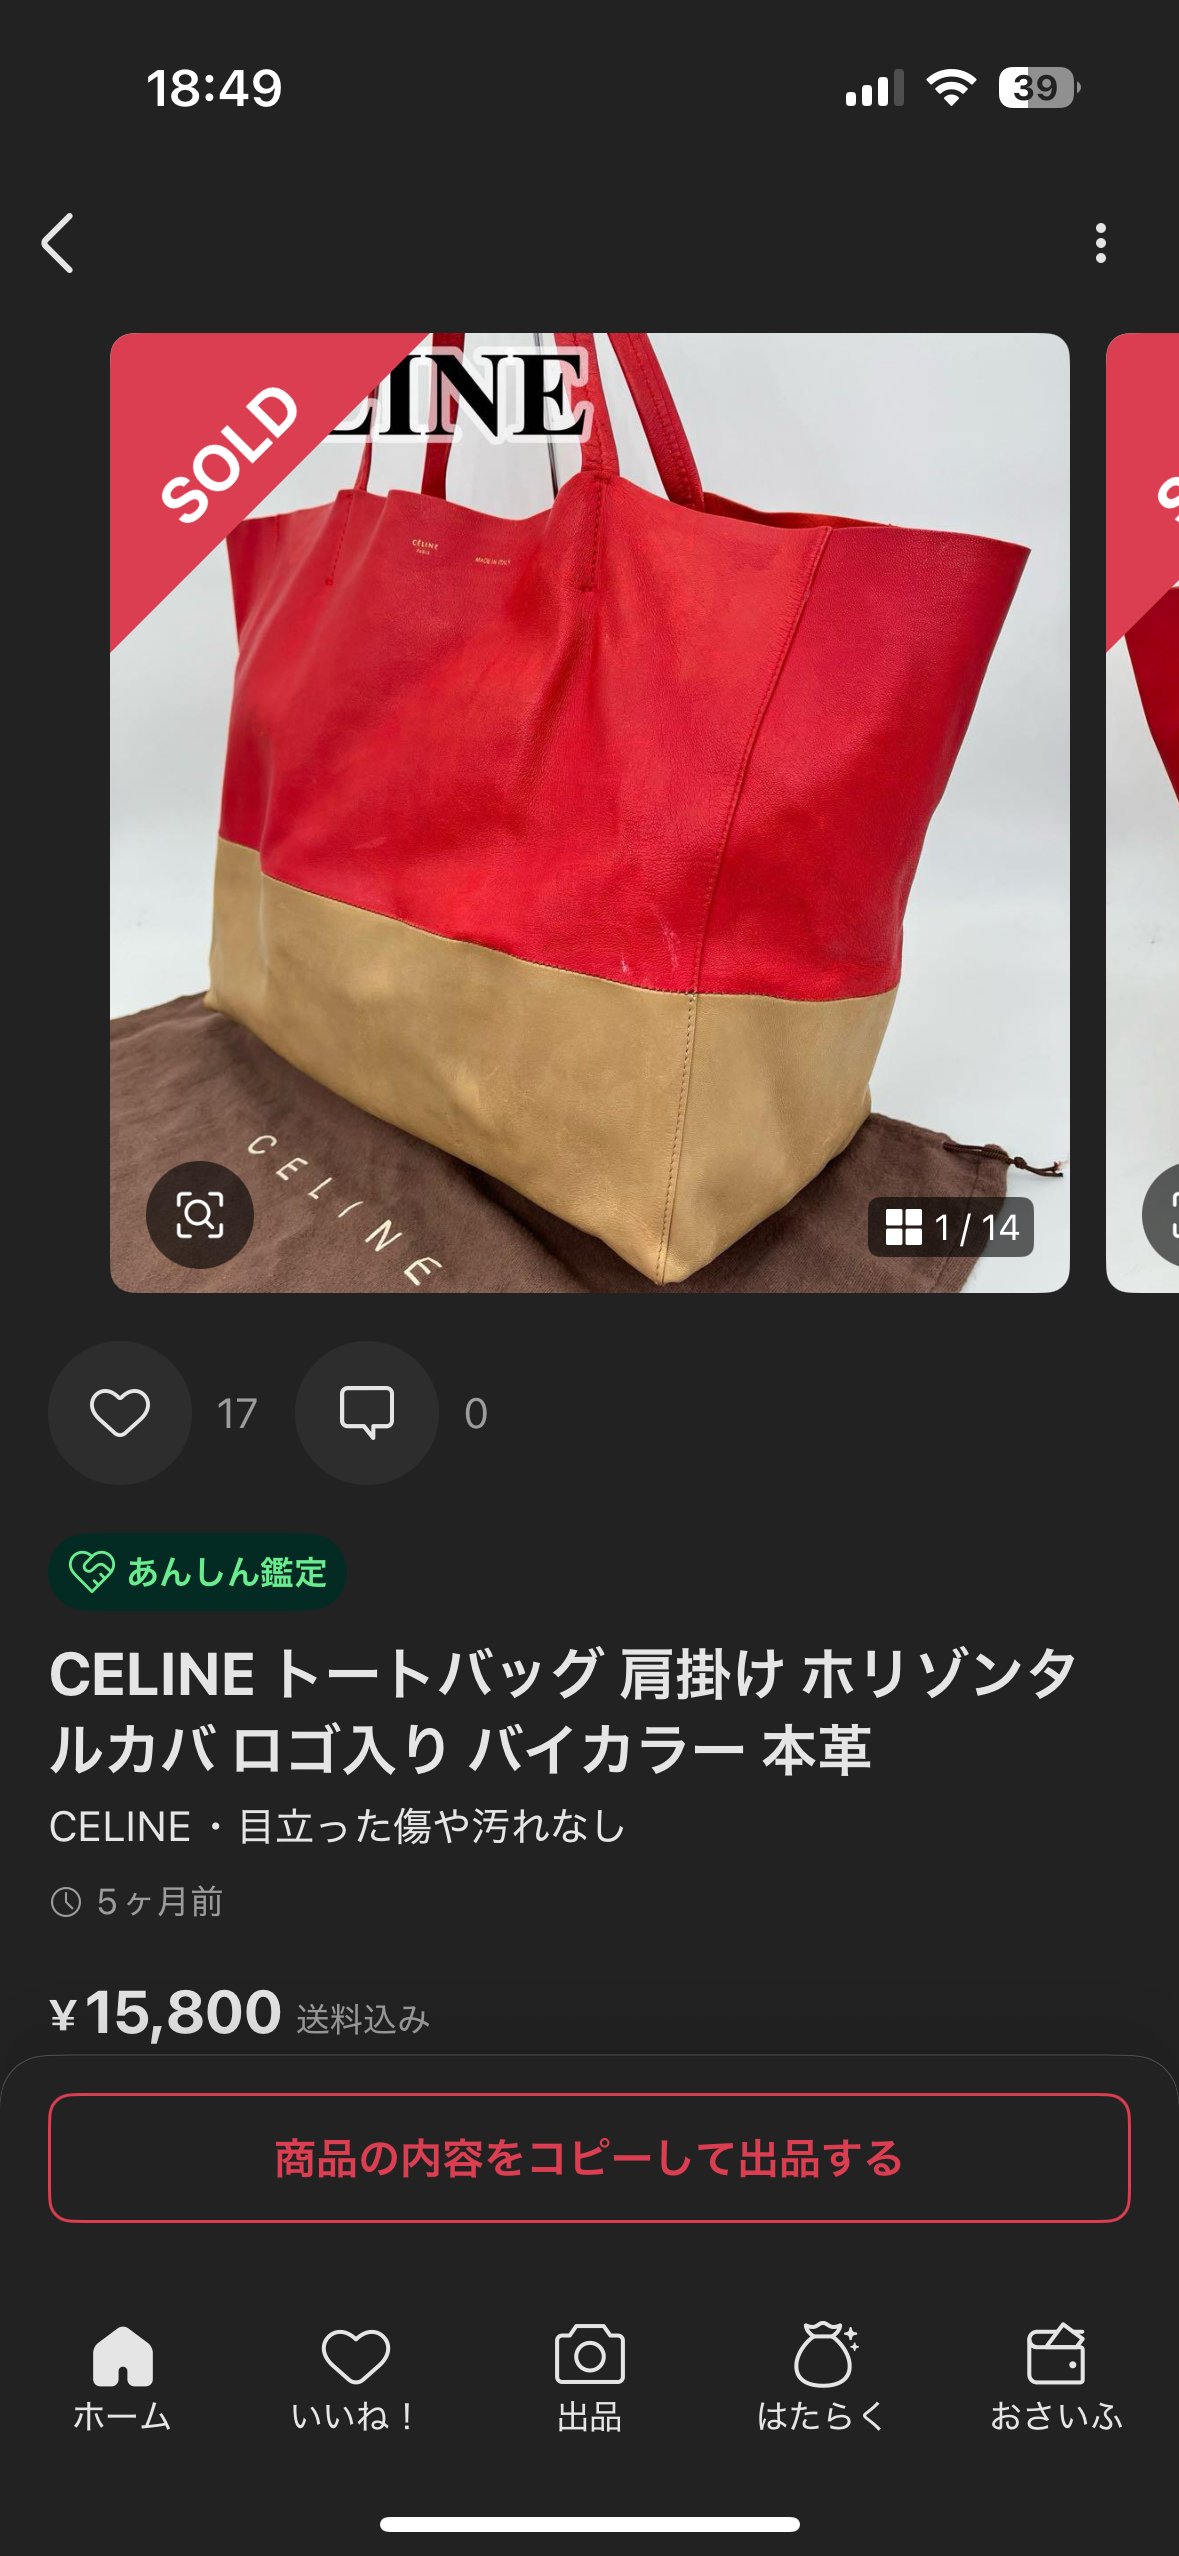 18:49
39
SOLD
LINE
CÉLINE
PARIS
MADE IN ITALY
CELINE
1 / 14
17
0
あんしん鑑定
CELINE トートバッグ 肩掛け ホリゾンタ
ルカバ ロゴ入り バイカラー 本革
CELINE・目立った傷や汚れなし
5ヶ月前
¥15,800 送料込み
商品の内容をコピーして出品する
ホーム
いいね！
出品
はたらく
おさいふ